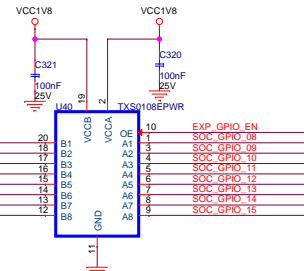 VCC1V8 VCC1V8
C321 C320
100nF 100nF
25V 25V
19 2
U40 TXS0108EPWR
VCCB VCCA
OE 10 EXP_GPIO_EN
20 B1 A1 1 SOC_GPIO_08
18 B2 A2 3 SOC_GPIO_09
17 B3 A3 4 SOC_GPIO_10
16 B4 A4 5 SOC_GPIO_11
15 B5 A5 6 SOC_GPIO_12
14 B6 A6 7 SOC_GPIO_13
13 B7 A7 8 SOC_GPIO_14
12 B8 A8 9 SOC_GPIO_15
GND
11